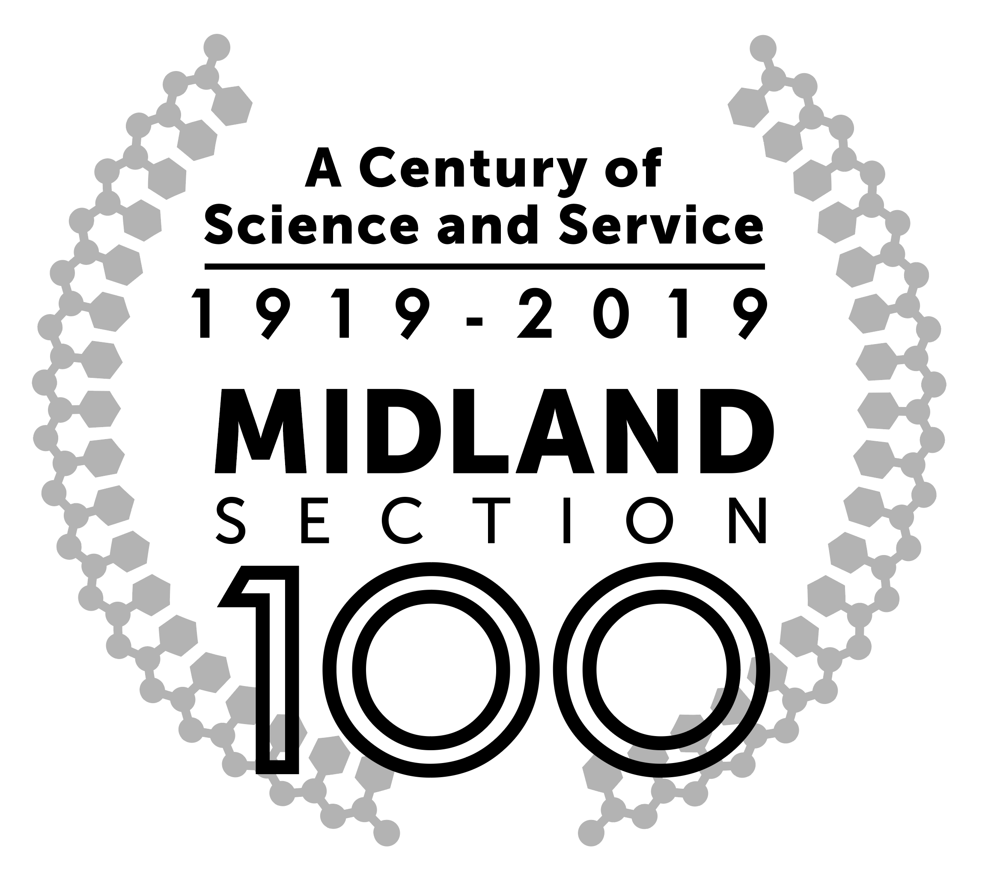 A Century of
Science and Service
1919-2019
MIDLAND
SECTION
100